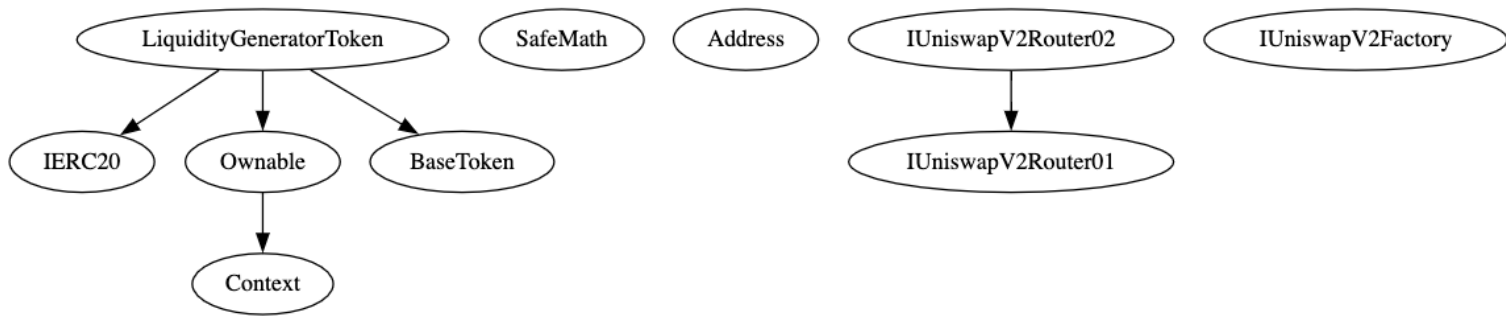 LiquidityGeneratorToken SafeMath Address IUniswapV2Router02 IUniswapV2Factory
IERC20 Ownable BaseToken IUniswapV2Router01
Context